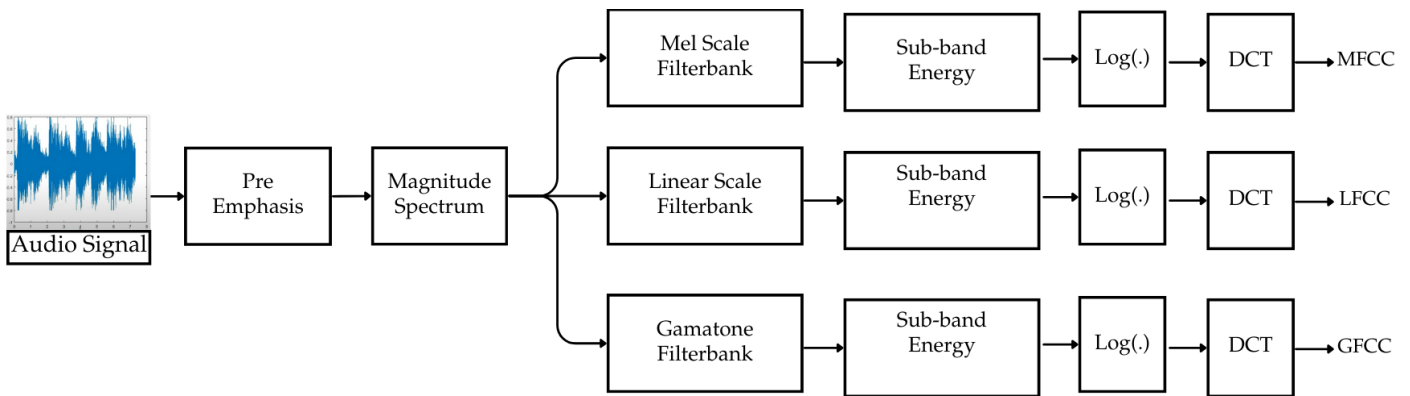 Audio Signal
Pre
Emphasis
Magnitude
Spectrum
Mel Scale
Filterbank
Sub-band
Energy
Log(.)
DCT
MFCC
Linear Scale
Filterbank
Sub-band
Energy
Log(.)
DCT
LFCC
Gamatone
Filterbank
Sub-band
Energy
Log(.)
DCT
GFCC